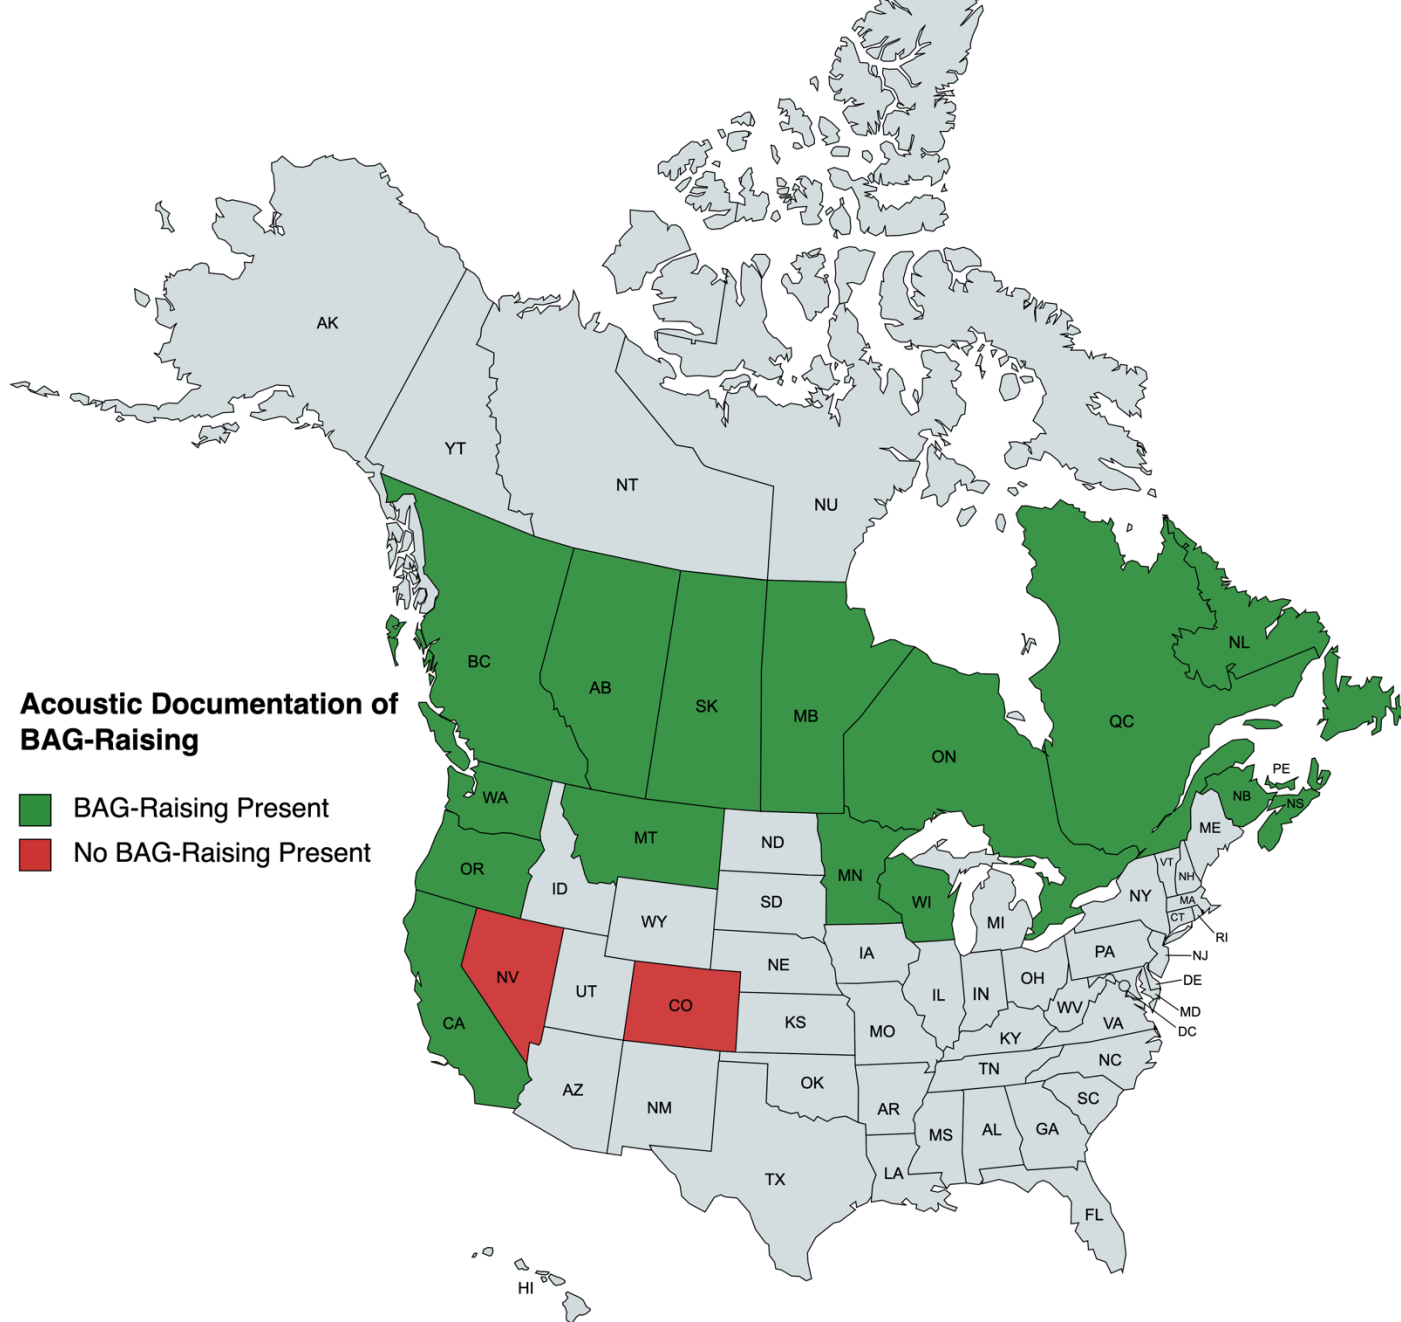 AK
YT
NT
NU
BC
AB
SK
MB
ON
QC
NL
Acoustic Documentation of
BAG-Raising
BAG-Raising Present
No BAG-Raising Present
PE
NB
NS
WA
MT
ND
MN
ME
OR
ID
SD
WI
MI
VT
NH
NY
MA
CT
RI
WY
IA
NE
PA
NJ
NV
UT
CO
IL
IN
OH
DE
WV
MD
CA
KS
MO
KY
VA
DC
AZ
NM
OK
TN
NC
AR
SC
MS
AL
GA
TX
LA
FL
HI